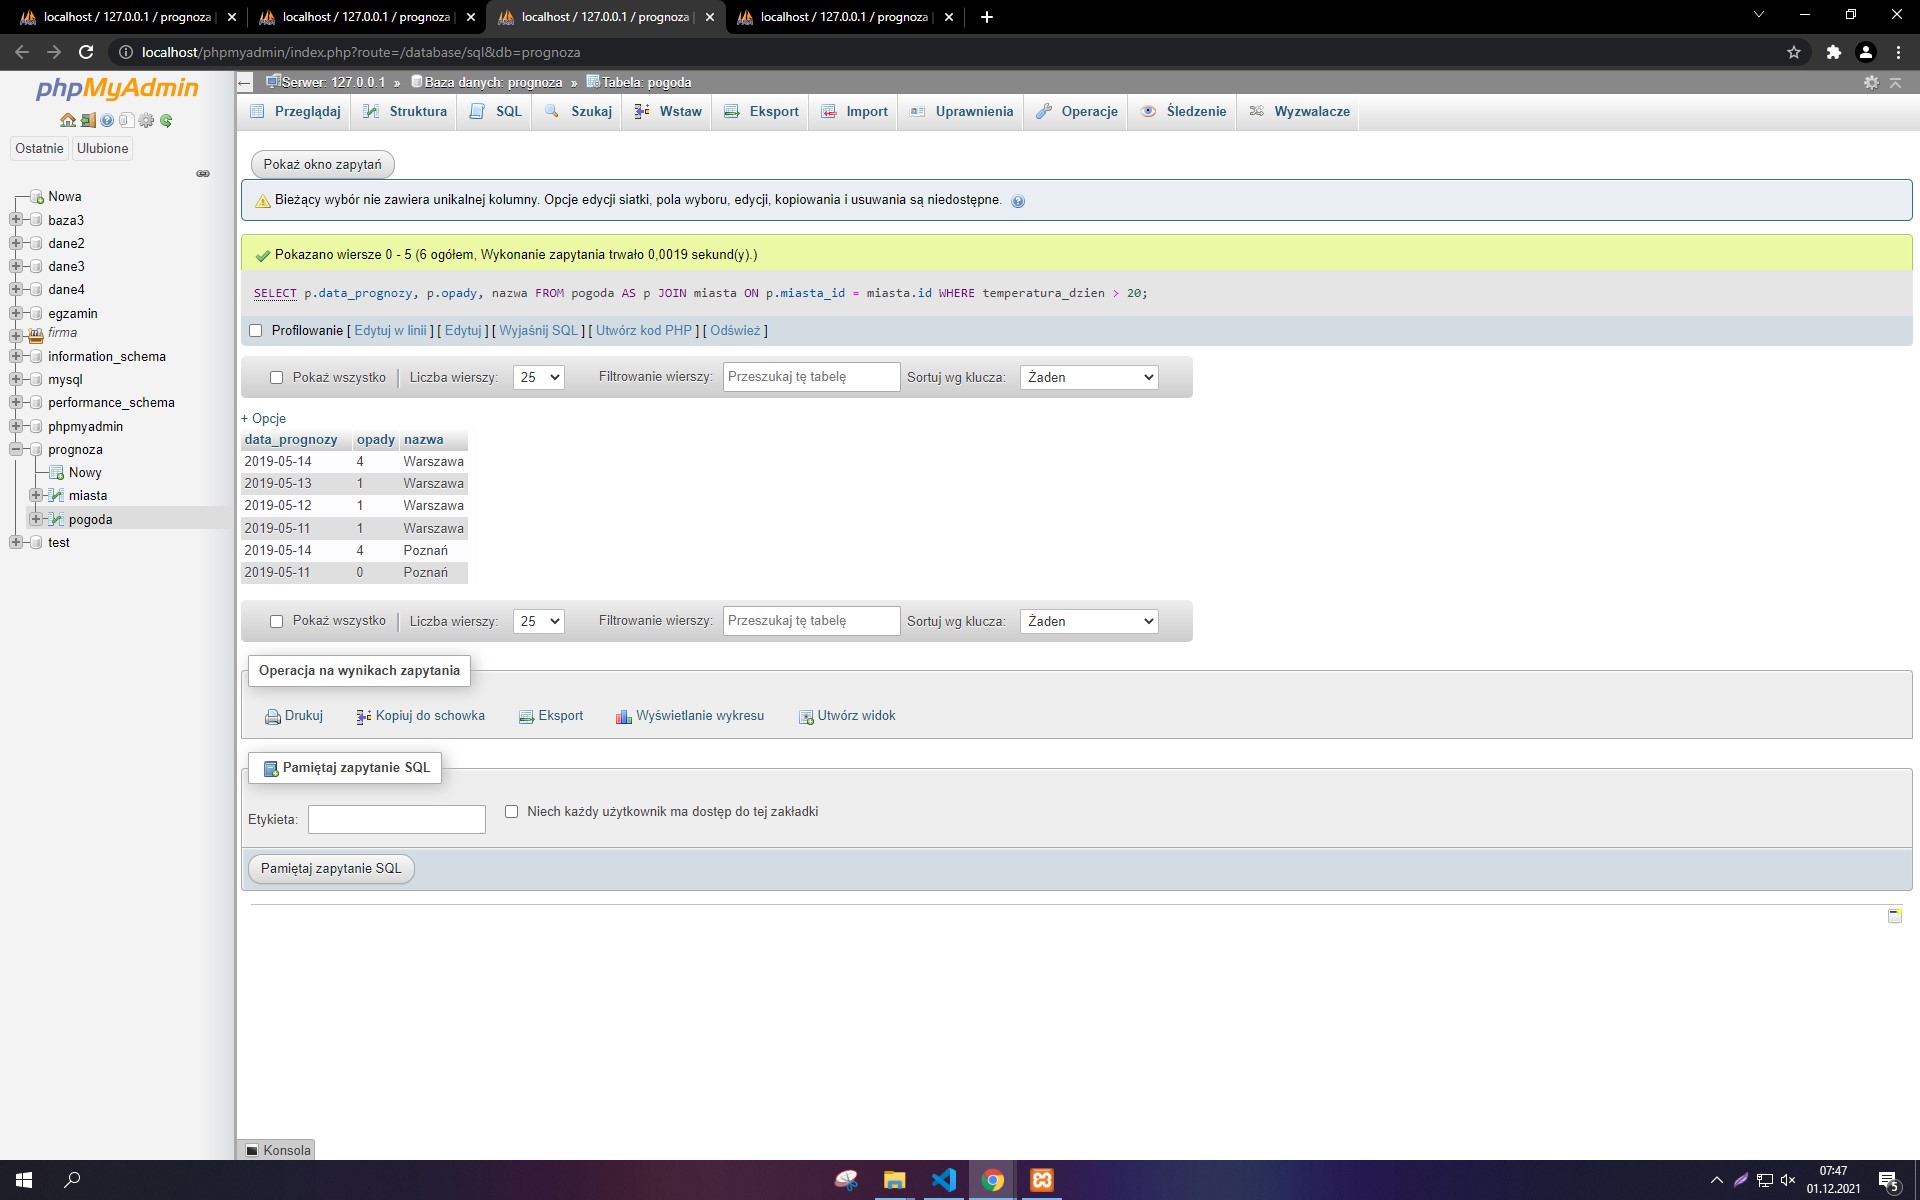 localhost / 127.0.0.1 / prognoza
localhost / 127.0.0.1 / prognoza
localhost / 127.0.0.1 / prognoza
localhost / 127.0.0.1 / prognoza
localhost/phpmyadmin/index.php?route=/database/sql&db=prognoza
phpMyAdmin
Ostatnie Ulubione
Nowa
baza3
dane2
dane3
dane4
egzamin
firma
information_schema
mysql
performance_schema
phpmyadmin
prognoza
Nowy
miasta
pogoda
test
Serwer: 127.0.0.1 » Baza danych: prognoza » Tabela: pogoda
Przeglądaj Struktura SQL Szukaj Wstaw Eksport Import Uprawnienia Operacje Śledzenie Wyzwalacze
Pokaż okno zapytań
Bieżący wybór nie zawiera unikalnej kolumny. Opcje edycji siatki, pola wyboru, edycji, kopiowania i usuwania są niedostępne.
Pokazano wiersze 0 - 5 (6 ogółem, Wykonanie zapytania trwało 0,0019 sekund(y).)
SELECT p.data_prognozy, p.opady, nazwa FROM pogoda AS p JOIN miasta ON p.miasta_id = miasta.id WHERE temperatura_dzien > 20;
Profilowanie [ Edytuj w linii ] [ Edytuj ] [ Wyjaśnij SQL ] [ Utwórz kod PHP ] [ Odśwież ]
Pokaż wszystko | Liczba wierszy: 25 Filtrowanie wierszy: Przeszukaj tę tabelę Sortuj wg klucza: Żaden
+ Opcje
data_prognozy opady nazwa
2019-05-14 4 Warszawa
2019-05-13 1 Warszawa
2019-05-12 1 Warszawa
2019-05-11 1 Warszawa
2019-05-14 4 Poznań
2019-05-11 0 Poznań
Pokaż wszystko | Liczba wierszy: 25 Filtrowanie wierszy: Przeszukaj tę tabelę Sortuj wg klucza: Żaden
Operacja na wynikach zapytania
Drukuj Kopiuj do schowka Eksport Wyświetlanie wykresu Utwórz widok
Pamiętaj zapytanie SQL
Etykieta: Niech każdy użytkownik ma dostęp do tej zakładki
Pamiętaj zapytanie SQL
Konsola
07:47
01.12.2021
5